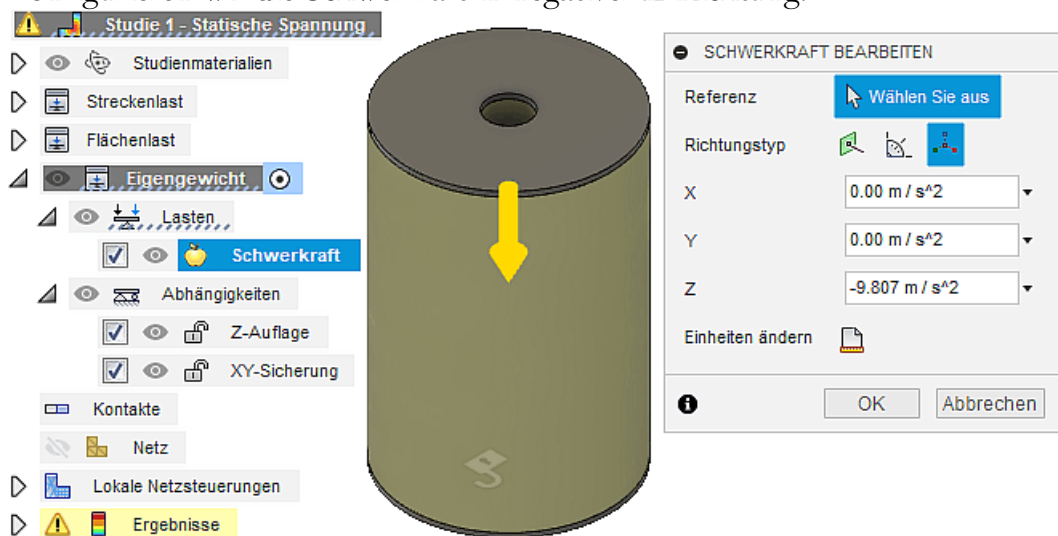 Studie 1 - Statische Spannung
Studienmaterialien
Streckenlast
Flächenlast
Eigengewicht
Lasten
Schwerkraft
Abhängigkeiten
Z-Auflage
XY-Sicherung
Kontakte
Netz
Lokale Netzsteuerungen
Ergebnisse
SCHWERKRAFT BEARBEITEN
Referenz Wählen Sie aus
Richtungstyp
X 0.00 m / s^2
Y 0.00 m / s^2
Z -9.807 m / s^2
Einheiten ändern
OK Abbrechen